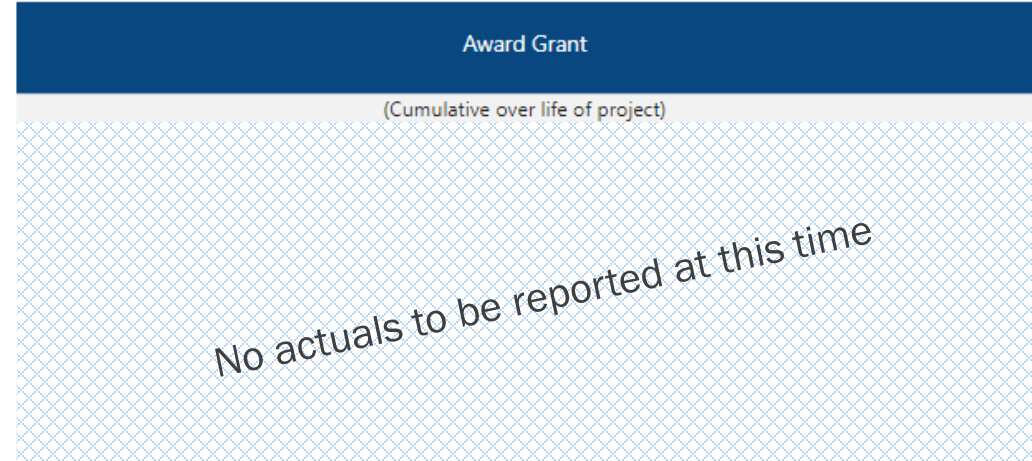 Award Grant
(Cumulative over life of project)
No actuals to be reported at this time